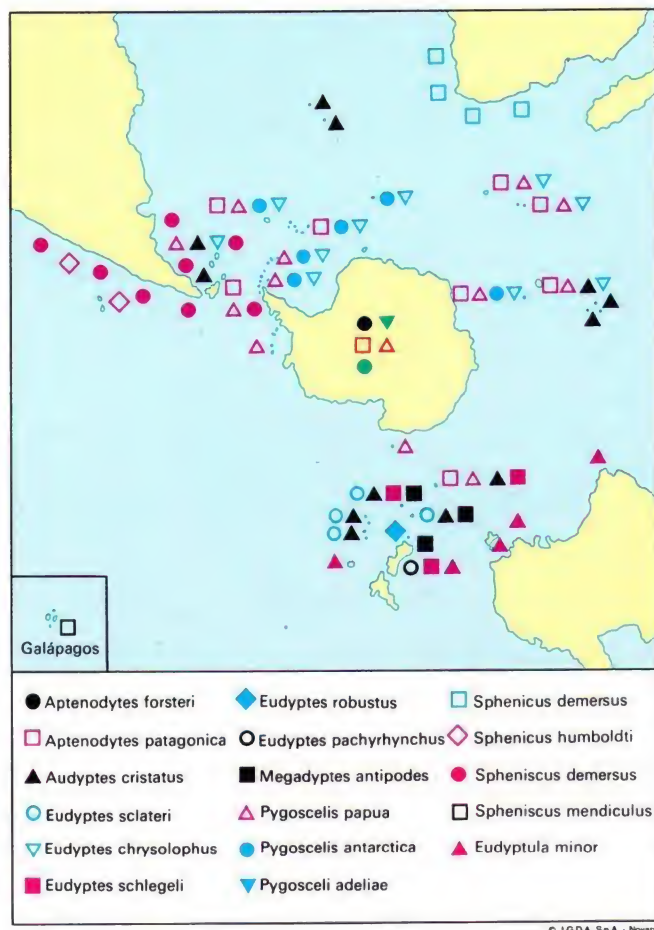 Galápagos
Aptenodytes forsteri
Aptenodytes patagonica
Audyptes cristatus
Eudyptes sclateri
Eudyptes chrysolophus
Eudyptes schlegeli
Eudyptes robustus
Eudyptes pachyrhynchus
Megadyptes antipodes
Pygoscelis papua
Pygoscelis antarctica
Pygosceli adeliae
Sphenicus demersus
Sphenicus humboldti
Spheniscus demersus
Spheniscus mendiculus
Eudyptula minor
© I.G.D.A. S.p.A. - Novara